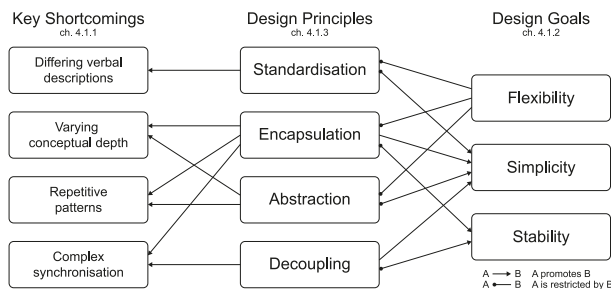 Key Shortcomings
ch. 4.1.1
Design Principles
ch. 4.1.3
Design Goals
ch. 4.1.2
Differing verbal
descriptions
Varying
conceptual depth
Repetitive
patterns
Complex
synchronisation
Standardisation
Encapsulation
Abstraction
Decoupling
Flexibility
Simplicity
Stability
A B A promotes B
A B A is restricted by B